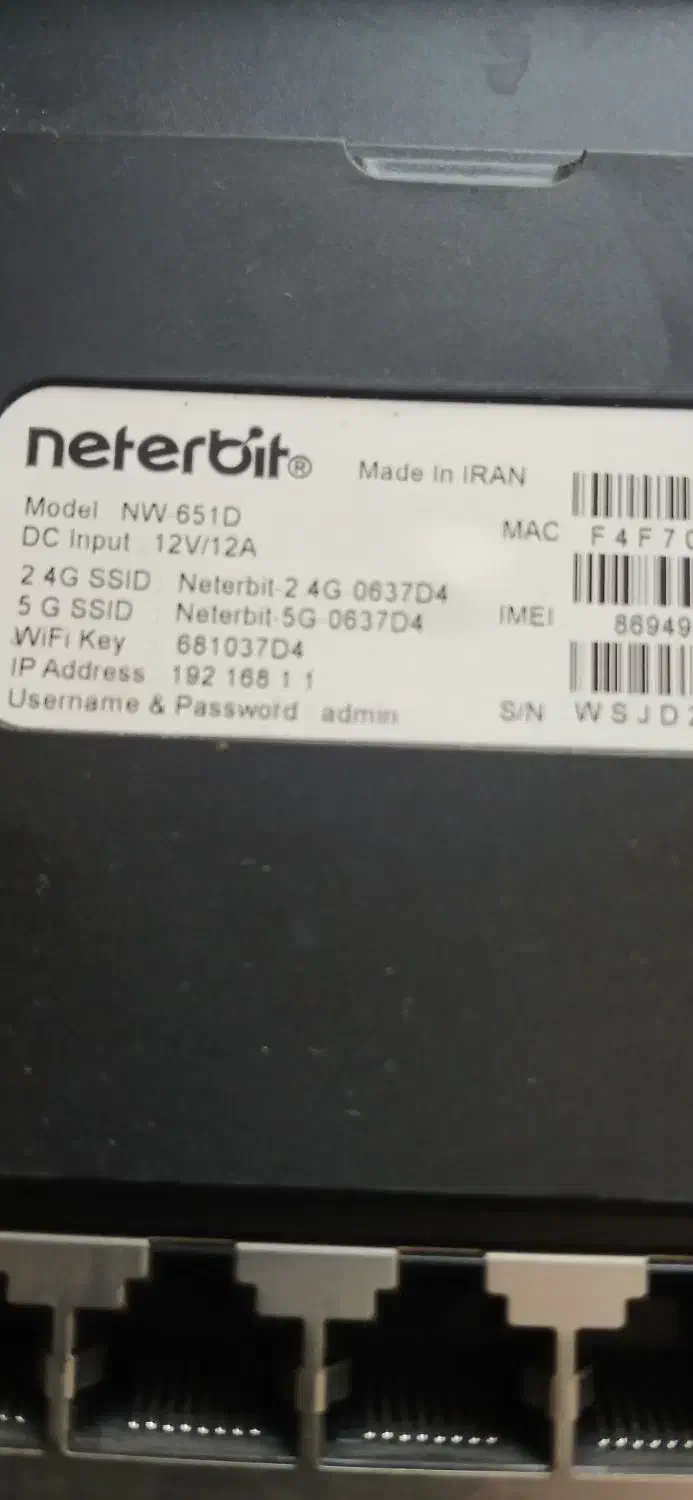 neterbit® Made In IRAN
Model NW-651D
DC Input 12V/12A
2.4G SSID Neterbit-2.4G-0637D4
5 G SSID Neterbit-5G-0637D4
WiFi Key 681037D4
IP Address 192.168.1.1
Username & Password admin
MAC F4F70
IMEI 86949
S/N WSJD2